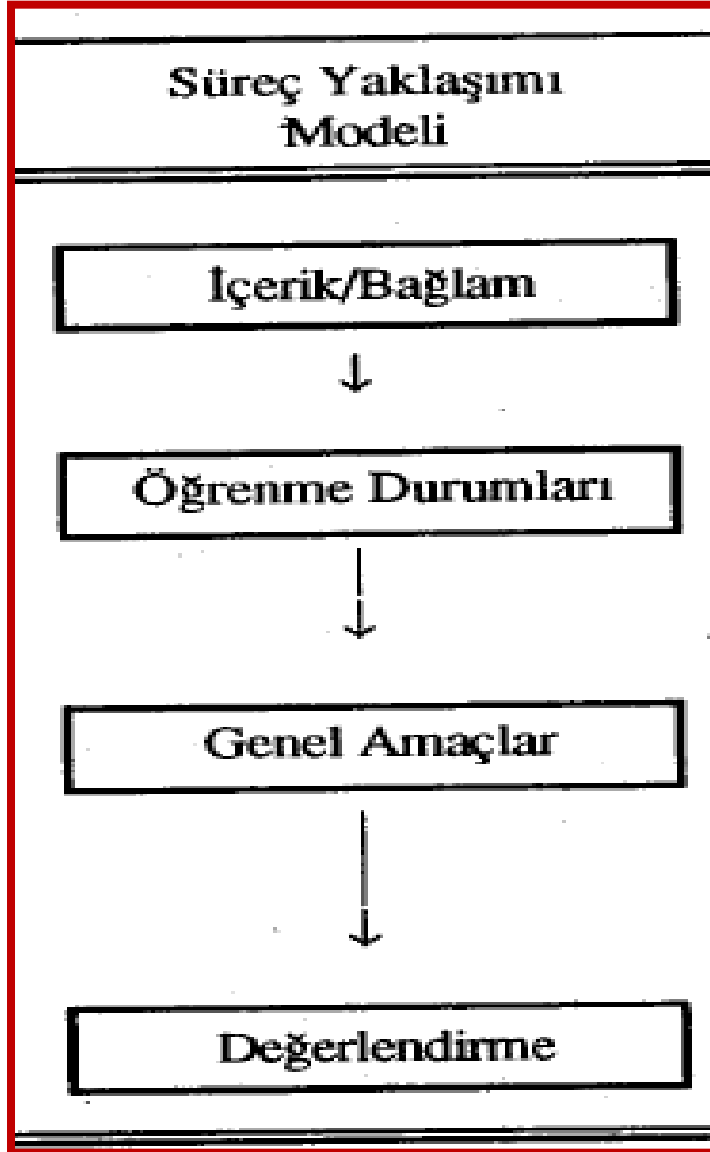 Süreç Yaklaşımı
Modeli
İçerik/Bağlam
Öğrenme Durumları
Genel Amaçlar
Değerlendirme